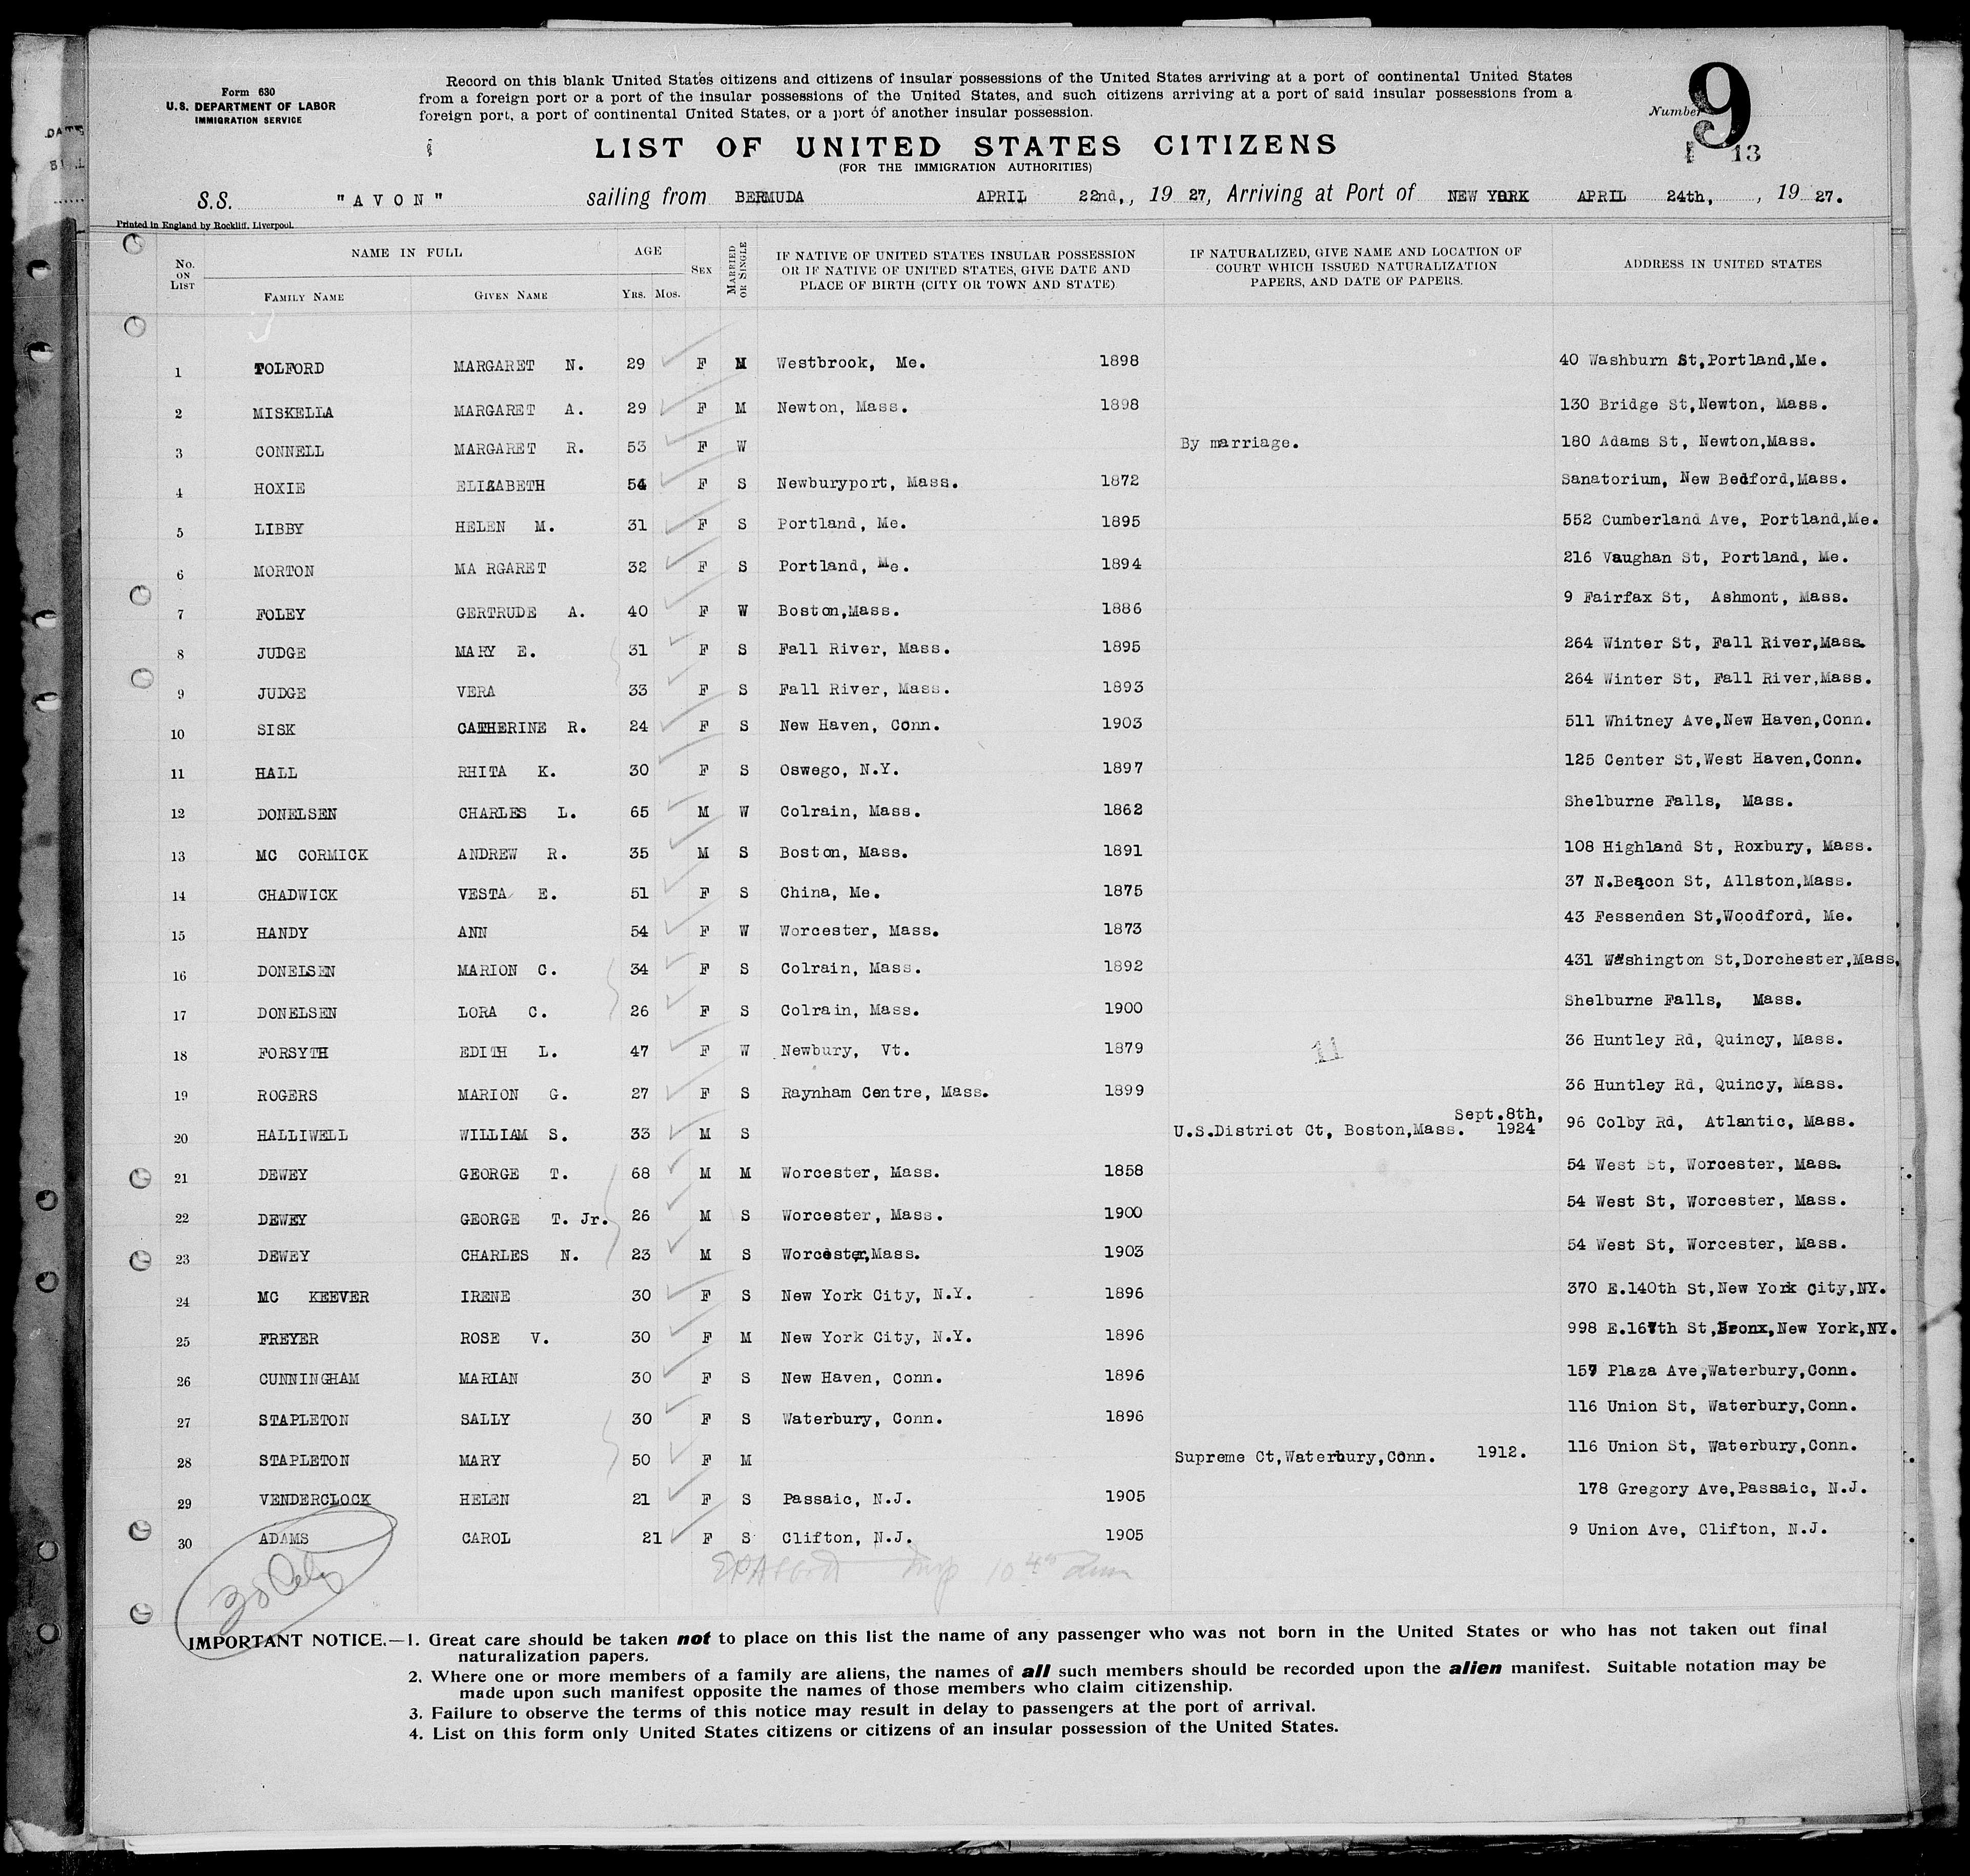 Form 630
U.S. DEPARTMENT OF LABOR
IMMIGRATION SERVICE
Record on this blank United States citizens and citizens of insular possessions of the United States arriving at a port of continental United States
from a foreign port or a port of the insular possessions of the United States, and such citizens arriving at a port of said insular possessions from a
foreign port, a port of continental United States, or a port of another insular possession.
Number 9
13
LIST OF UNITED STATES CITIZENS
(FOR THE IMMIGRATION AUTHORITIES)
S.S. "AVON" sailing from BERMUDA APRIL 22nd,, 19 27, Arriving at Port of NEW YORK APRIL 24th, , 19 27.
Printed in England by Rockliff, Liverpool.
No. ON LIST NAME IN FULL FAMILY NAME GIVEN NAME AGE YRS. MOS. SEX MARRIED OR SINGLE IF NATIVE OF UNITED STATES INSULAR POSSESSION OR IF NATIVE OF UNITED STATES, GIVE DATE AND PLACE OF BIRTH (CITY OR TOWN AND STATE) IF NATURALIZED, GIVE NAME AND LOCATION OF COURT WHICH ISSUED NATURALIZATION PAPERS, AND DATE OF PAPERS. ADDRESS IN UNITED STATES
1 TOLFORD MARGARET N. 29 F M Westbrook, Me. 1898 40 Washburn St,Portland,Me.
2 MISKELLA MARGARET A. 29 F M Newton, Mass. 1898 130 Bridge St,Newton, Mass.
3 CONNELL MARGARET R. 53 F W By marriage. 180 Adams St, Newton,Mass.
4 HOXIE ELIZABETH 54 F S Newburyport, Mass. 1872 Sanatorium, New Bedford,Mass.
5 LIBBY HELEN M. 31 F S Portland, Me. 1895 552 Cumberland Ave, Portland,Me.
6 MORTON MA RGARET 32 F S Portland, Me. 1894 216 Vaughan St, Portland, Me.
7 FOLEY GERTRUDE A. 40 F W Boston,Mass. 1886 9 Fairfax St, Ashmont, Mass.
8 JUDGE MARY E. 31 F S Fall River, Mass. 1895 264 Winter St, Fall River,Mass.
9 JUDGE VERA 33 F S Fall River, Mass. 1893 264 Winter St, Fall River,Mass.
10 SISK CATHERINE R. 24 F S New Haven, Conn. 1903 511 Whitney Ave,New Haven,Conn.
11 HALL RHITA K. 30 F S Oswego, N.Y. 1897 125 Center St,West Haven,Conn.
12 DONELSEN CHARLES L. 65 M W Colrain, Mass. 1862 Shelburne Falls, Mass.
13 MC CORMICK ANDREW R. 35 M S Boston, Mass. 1891 108 Highland St, Roxbury, Mass.
14 CHADWICK VESTA E. 51 F S China, Me. 1875 37 N.Beacon St, Allston,Mass.
15 HANDY ANN 54 F W Worcester, Mass. 1873 43 Fessenden St,Woodford, Me.
16 DONELSEN MARION C. 34 F S Colrain, Mass. 1892 431 Washington St,Dorchester,Mass.
17 DONELSEN LORA C. 26 F S Colrain, Mass. 1900 Shelburne Falls, Mass.
18 FORSYTH EDITH L. 47 F W Newbury, Vt. 1879 11 36 Huntley Rd, Quincy, Mass.
19 ROGERS MARION G. 27 F S Raynham Centre, Mass. 1899 36 Huntley Rd, Quincy, Mass.
Sept.8th,
20 HALLIWELL WILLIAM S. 33 M S U.S.District Ct, Boston,Mass. 1924 96 Colby Rd, Atlantic, Mass.
21 DEWEY GEORGE T. 68 M M Worcester, Mass. 1858 54 West St, Worcester, Mass.
22 DEWEY GEORGE T. Jr. 26 M S Worcester, Mass. 1900 54 West St, Worcester, Mass.
23 DEWEY CHARLES N. 23 M S Worcester,Mass. 1903 54 West St, Worcester, Mass.
24 MC KEEVER IRENE 30 F S New York City, N.Y. 1896 370 E.140th St,New York City,NY.
25 FREYER ROSE V. 30 F M New York City, N.Y. 1896 998 E.167th St,Bronx,New York,NY.
26 CUNNINGHAM MARIAN 30 F S New Haven, Conn. 1896 157 Plaza Ave,Waterbury,Conn.
27 STAPLETON SALLY 30 F S Waterbury, Conn. 1896 116 Union St, Waterbury,Conn.
28 STAPLETON MARY 50 F M Supreme Ct,Waterbury,Conn. 1912. 116 Union St, Waterbury,Conn.
29 VENDERCLOCK HELEN 21 F S Passaic, N.J. 1905 178 Gregory Ave,Passaic, N.J.
30 ADAMS CAROL 21 F S Clifton, N.J. 1905 9 Union Ave, Clifton, N.J.
IMPORTANT NOTICE.—1. Great care should be taken not to place on this list the name of any passenger who was not born in the United States or who has not taken out final
naturalization papers.
2. Where one or more members of a family are aliens, the names of all such members should be recorded upon the alien manifest. Suitable notation may be
made upon such manifest opposite the names of those members who claim citizenship.
3. Failure to observe the terms of this notice may result in delay to passengers at the port of arrival.
4. List on this form only United States citizens or citizens of an insular possession of the United States.